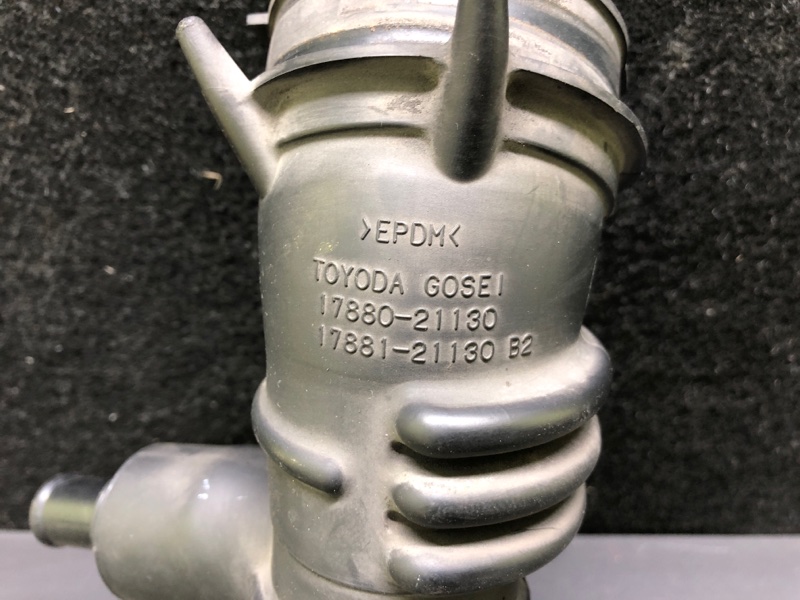 >EPDM<
TOYODA GOSEI
17880-21130
17881-21130 B2